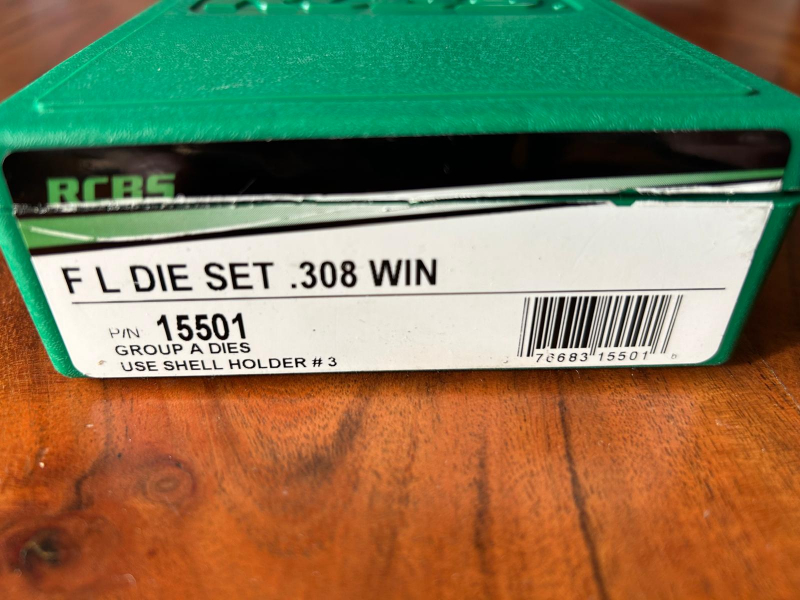 RCBS
F L DIE SET .308 WIN
P/N 15501
GROUP A DIES
USE SHELL HOLDER # 3
76683 15501